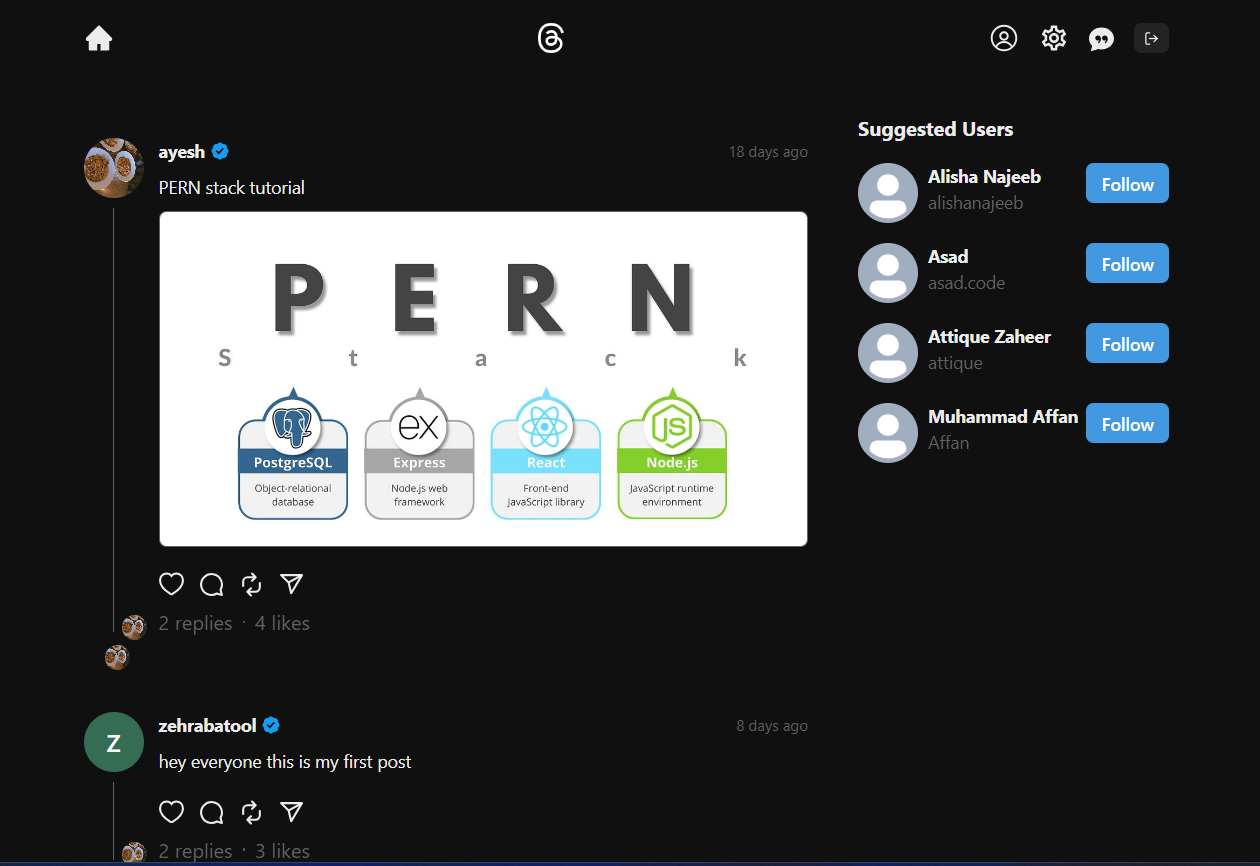 ayesh
18 days ago
PERN stack tutorial
P E R N
S t a c k
ex
JS
PostgreSQL
Express
React
Node.js
Object-relational
database
Node.js web
framework
Front-end
JavaScript library
JavaScript runtime
environment
2 replies · 4 likes
Z
zehrabatool
8 days ago
hey everyone this is my first post
2 replies · 3 likes
Suggested Users
Alisha Najeeb
alishanajeeb
Follow
Asad
asad.code
Follow
Attique Zaheer
attique
Follow
Muhammad Affan
Affan
Follow